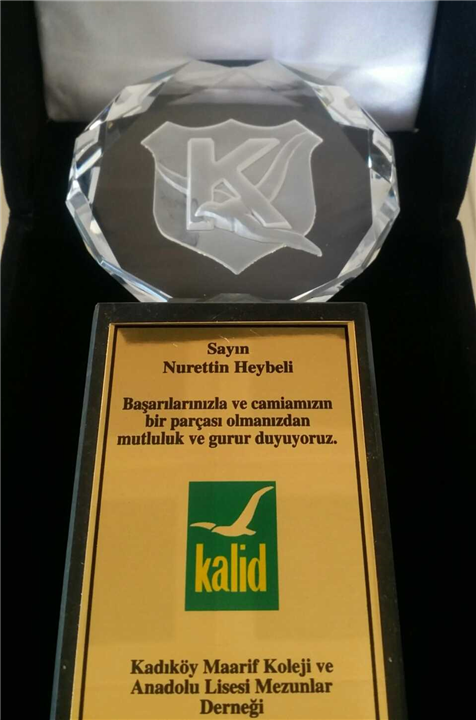 K
Sayın
Nurettin Heybeli
Başarılarınızla ve camiamızın
bir parçası olmanızdan
mutluluk ve gurur duyuyoruz.
kalid
Kadıköy Maarif Koleji ve
Anadolu Lisesi Mezunlar
Derneği